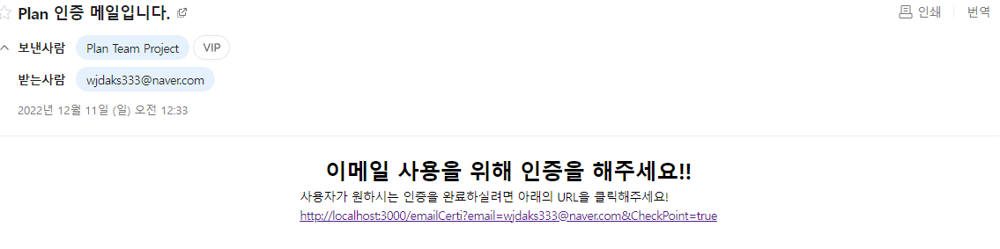 Plan 인증 메일입니다.
인쇄 번역
보낸사람 Plan Team Project VIP
받는사람 wjdaks333@naver.com
2022년 12월 11일 (일) 오전 12:33
이메일 사용을 위해 인증을 해주세요!!
사용자가 원하시는 인증을 완료하실려면 아래의 URL을 클릭해주세요!
http://localhost:3000/emailCerti?email=wjdaks333@naver.com&CheckPoint=true